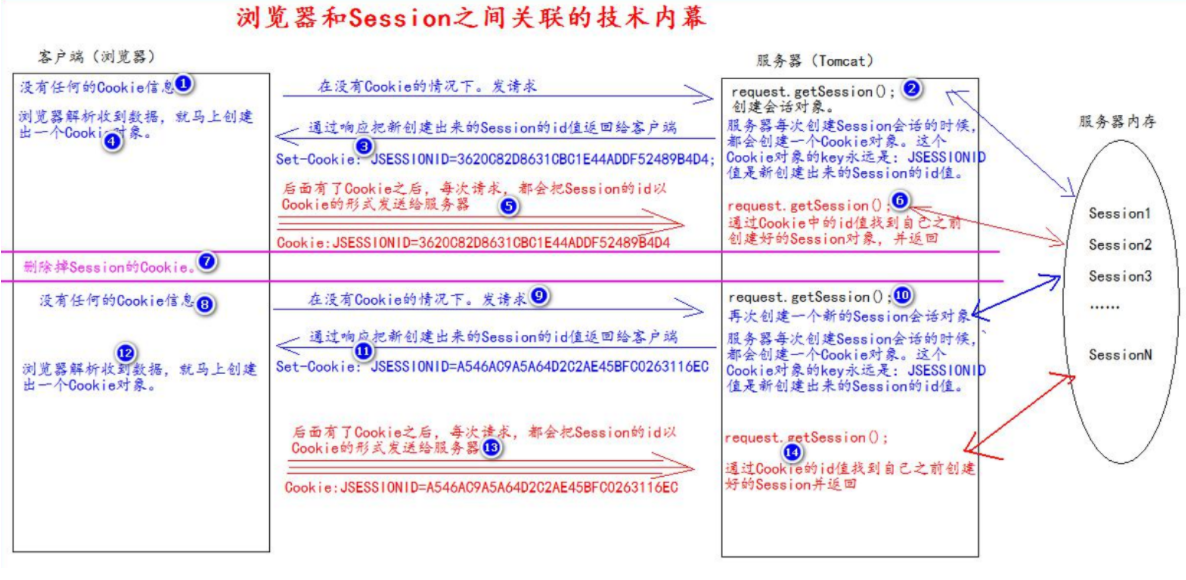 浏览器和Session之间关联的技术内幕
客户端（浏览器）
服务器（Tomcat）
服务器内存
没有任何的Cookie信息 1
在没有Cookie的情况下。发请求
request.getSession(); 2
创建会话对象。
浏览器解析收到数据，就马上创建
出一个Cookie对象。
4
通过响应把新创建出来的Session的id值返回给客户端
3
Set-Cookie: JSESSIONID=3620C82D8631CBC1E44ADDF52489B4D4;
服务器每次创建Session会话的时候，
都会创建一个Cookie对象。这个
Cookie对象的key永远是：JSESSIONID
值是新创建出来的Session的id值。
后面有了Cookie之后，每次请求，都会把Session的id以
Cookie的形式发送给服务器 5
Cookie:JSESSIONID=3620C82D8631CBC1E44ADDF52489B4D4
request.getSession(); 6
通过Cookie中的id值找到自己之前
创建好的Session对象，并返回
Session1
Session2
Session3
......
SessionN
删除掉Session的Cookie。 7
没有任何的Cookie信息 8
在没有Cookie的情况下。发请求 9
request.getSession(); 10
再次创建一个新的Session会话对象
通过响应把新创建出来的Session的id值返回给客户端
11
Set-Cookie: JSESSIONID=A546AC9A5A64D2C2AE45BFC0263116EC
服务器每次创建Session会话的时候，
都会创建一个Cookie对象。这个
Cookie对象的key永远是：JSESSIONID
值是新创建出来的Session的id值。
12
浏览器解析收到数据，就马上创建
出一个Cookie对象。
后面有了Cookie之后，每次请求，都会把Session的id以
Cookie的形式发送给服务器 13
Cookie:JSESSIONID=A546AC9A5A64D2C2AE45BFC0263116EC
request.getSession();
14
通过Cookie的id值找到自己之前创建
好的Session并返回